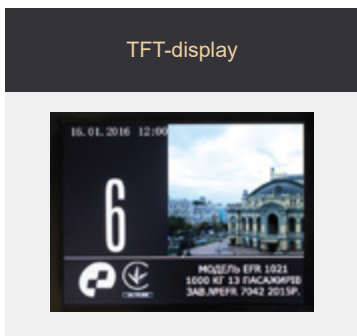 TFT-display
16.01.2016 12:00
6
МОДЕЛЬ EFR 1021
1000 КГ 13 ПАСАЖИРІВ
ЗАВ.№EFR 7042 2015Р.